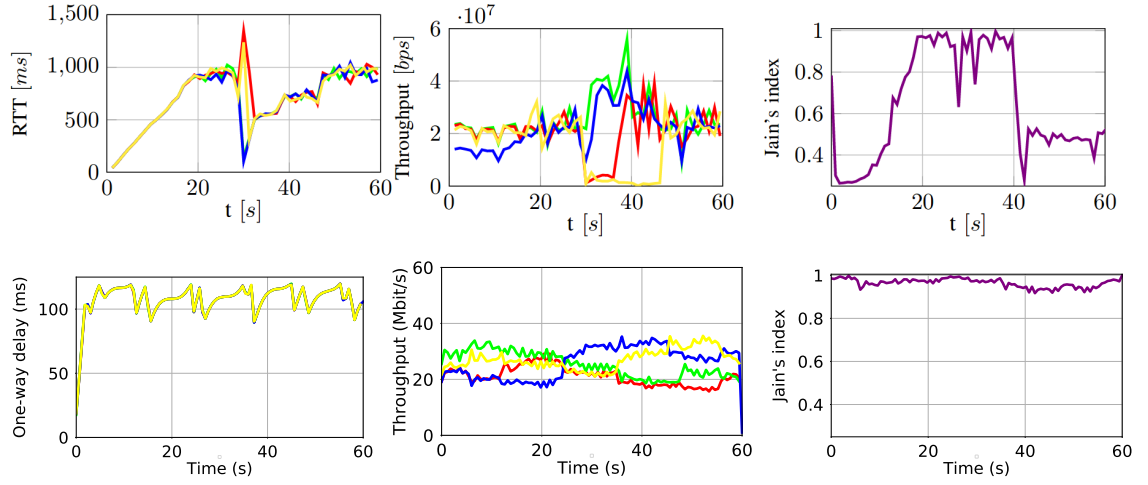 RTT [ms]
1,500
1,000
500
0
0 20 40 60
t [s]
Throughput [bps]
·10⁷
6
4
2
0
0 20 40 60
t [s]
Jain's index
1
0.8
0.6
0.4
0 20 40 60
t [s]
One-way delay (ms)
100
50
0
0 20 40 60
Time (s)
Throughput (Mbit/s)
60
40
20
0
0 20 40 60
Time (s)
Jain's index
1
0.8
0.6
0.4
0 20 40 60
Time (s)